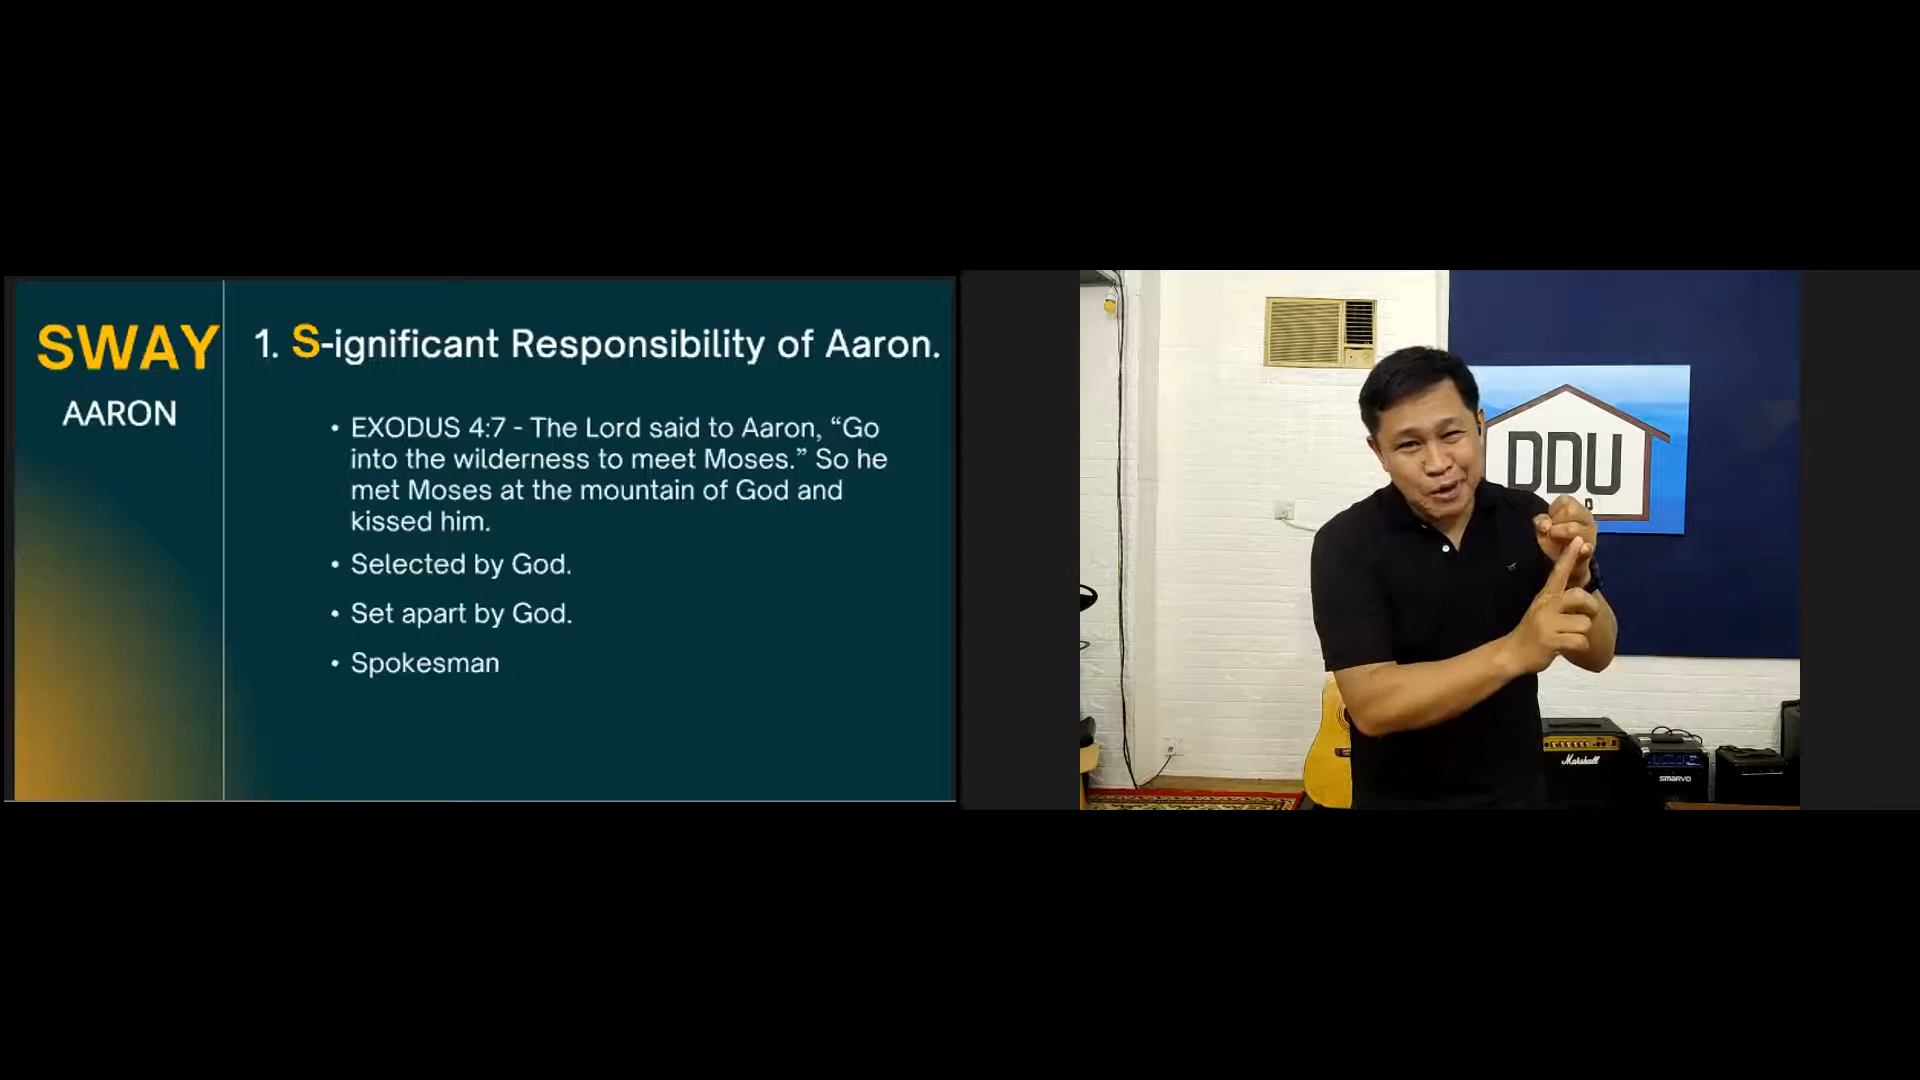 SWAY
AARON
1. S-ignificant Responsibility of Aaron.
• EXODUS 4:7 - The Lord said to Aaron, “Go
into the wilderness to meet Moses.” So he
met Moses at the mountain of God and
kissed him.
• Selected by God.
• Set apart by God.
• Spokesman
DDU
Marshall
SMARVO